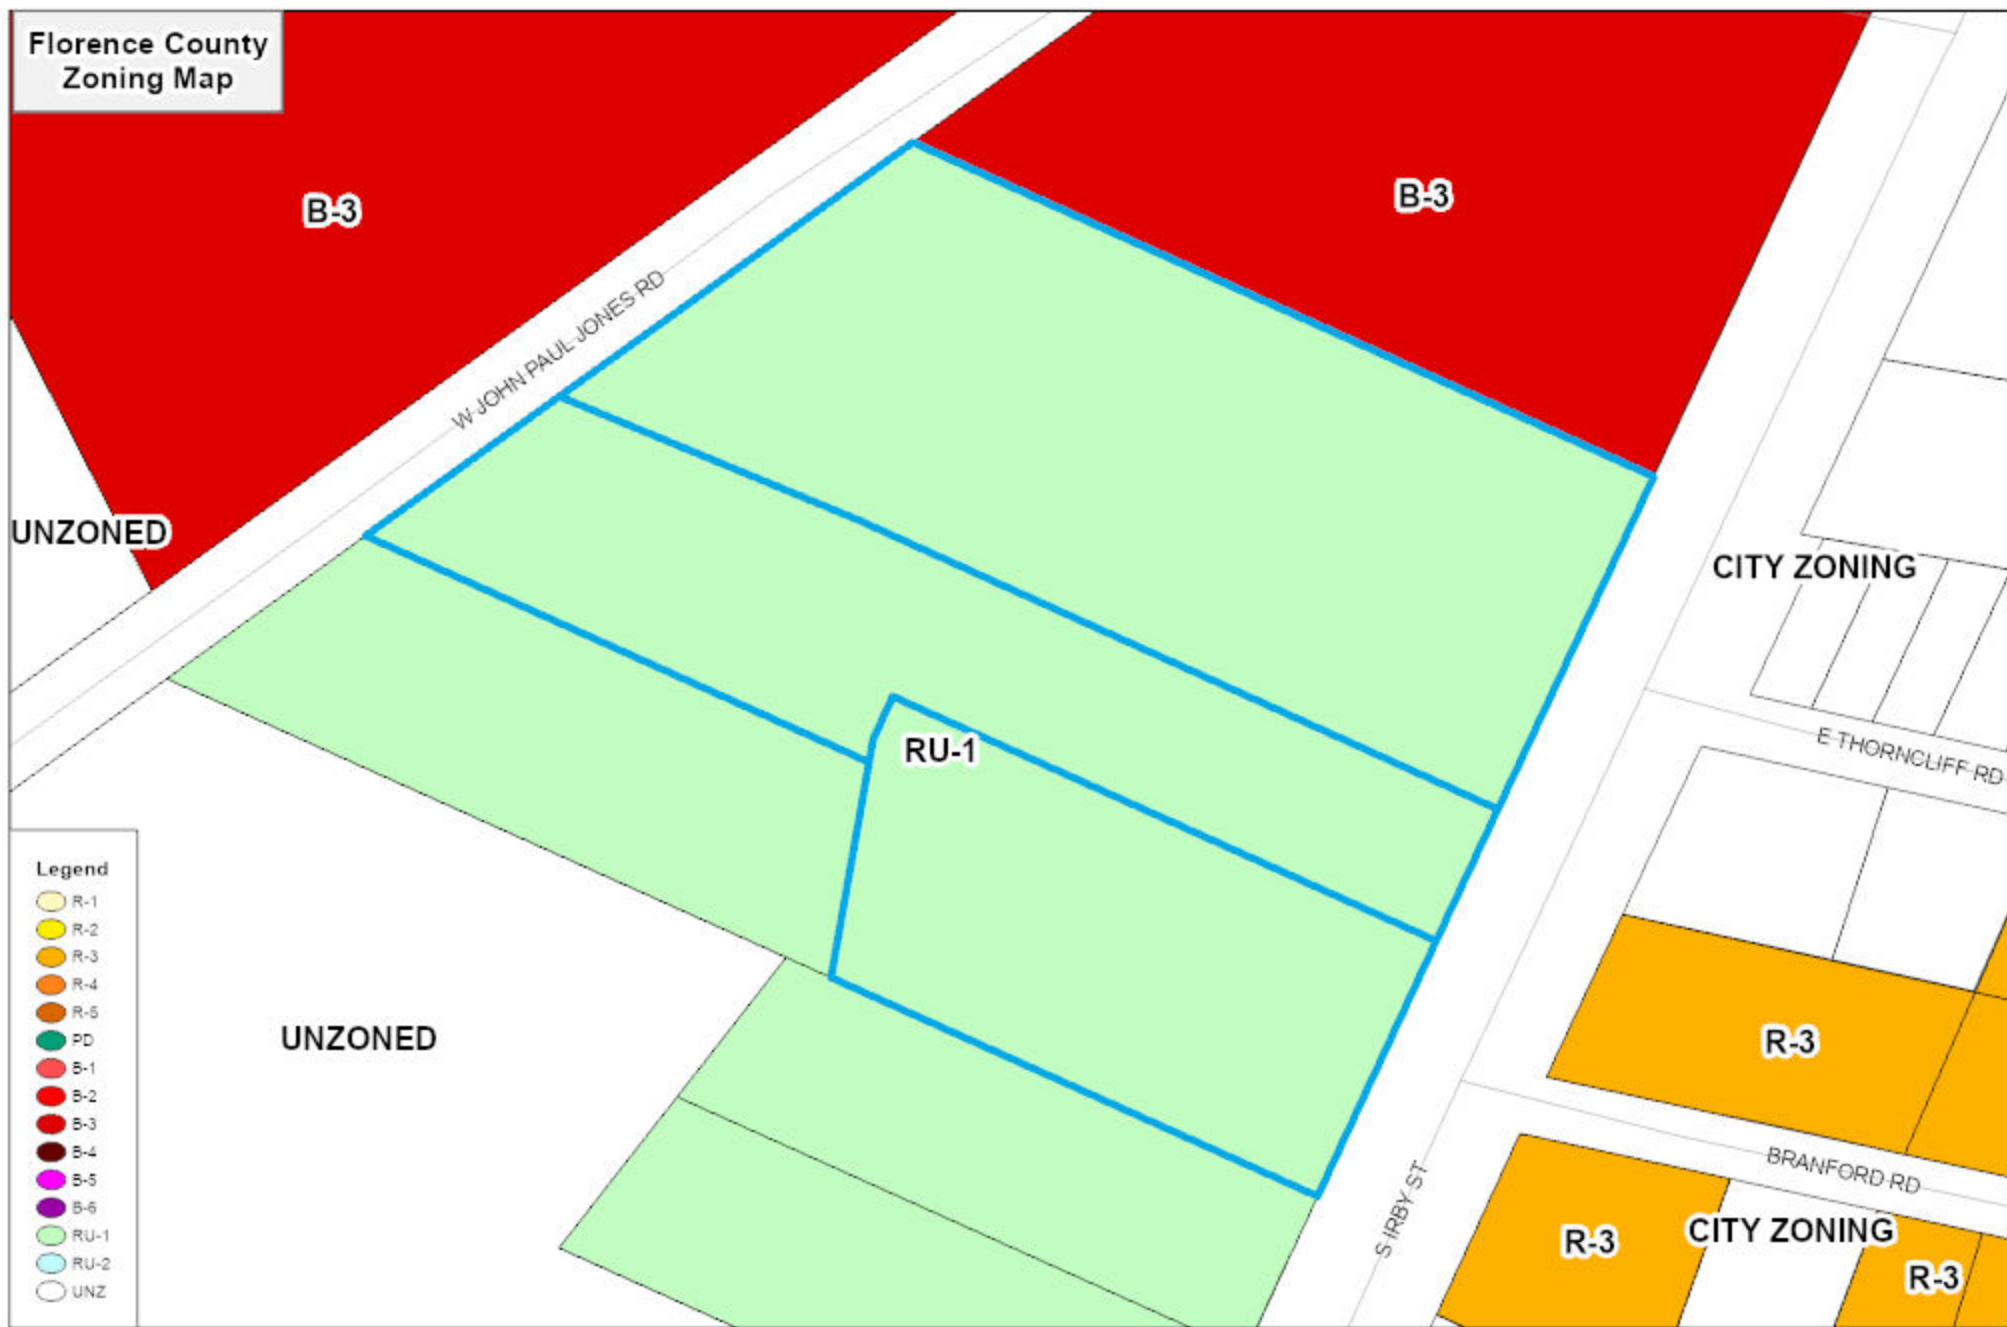 Florence County
Zoning Map
B-3
B-3
W JOHN PAUL JONES RD
UNZONED
CITY ZONING
RU-1
E THORNCLIFF RD
Legend
R-1
R-2
R-3
R-4
R-5
PD
B-1
B-2
B-3
B-4
B-5
B-6
RU-1
RU-2
UNZ
UNZONED
R-3
BRANFORD RD
S IRBY ST
CITY ZONING
R-3
R-3